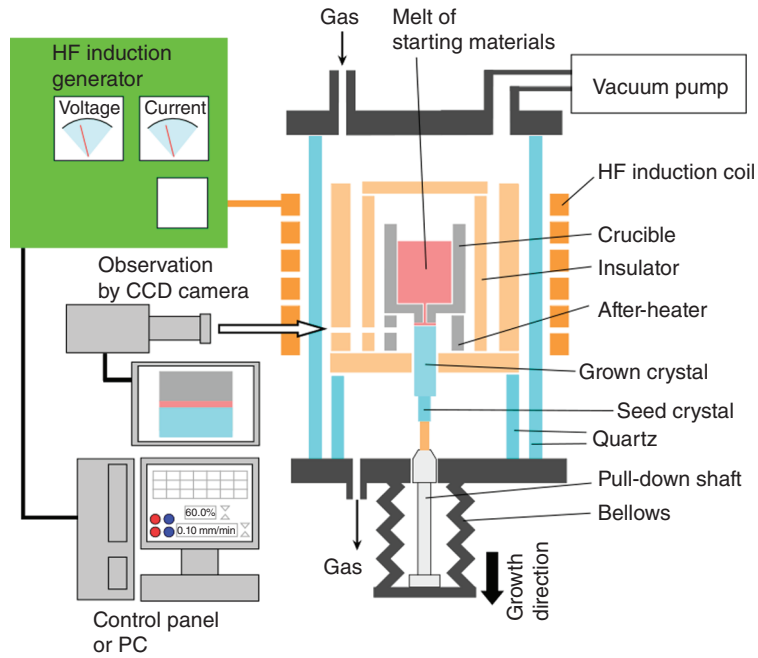 Gas
Melt of
starting materials
HF induction
generator
Voltage
Current
Vacuum pump
HF induction coil
Crucible
Insulator
After-heater
Observation
by CCD camera
Grown crystal
Seed crystal
Quartz
Pull-down shaft
Bellows
60.0%
0.10 mm/min
Gas
Growth
direction
Control panel
or PC